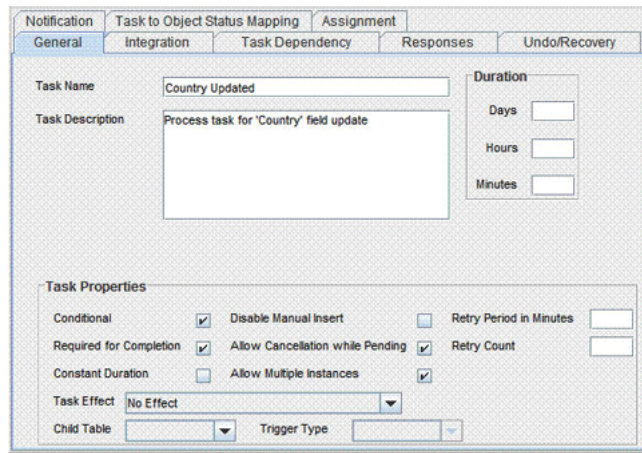 Notification Task to Object Status Mapping Assignment
General Integration Task Dependency Responses Undo/Recovery
Task Name Country Updated
Duration
Days
Task Description Process task for 'Country' field update
Hours
Minutes
Task Properties
Conditional Disable Manual Insert Retry Period in Minutes
Required for Completion Allow Cancellation while Pending Retry Count
Constant Duration Allow Multiple Instances
Task Effect No Effect
Child Table Trigger Type